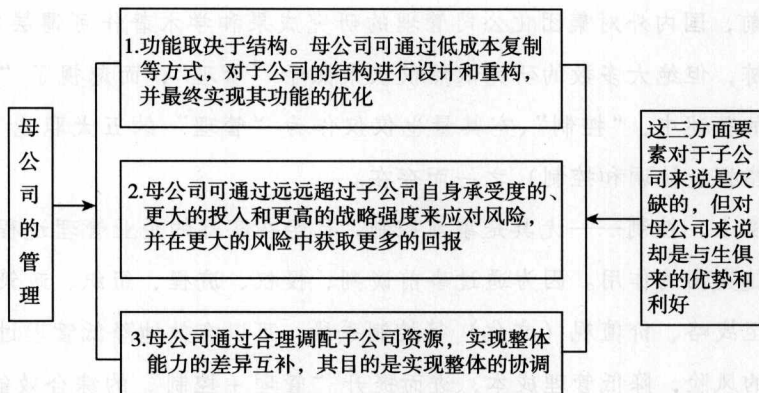 母公司的管理
1.功能取决于结构。母公司可通过低成本复制
等方式，对子公司的结构进行设计和重构，
并最终实现其功能的优化
2.母公司可通过远远超过子公司自身承受度的、
更大的投入和更高的战略强度来应对风险，
并在更大的风险中获取更多的回报
3.母公司通过合理调配子公司资源，实现整体
能力的差异互补，其目的是实现整体的协调
这三方面要
素对于子公
司来说是欠
缺的，但对
母公司来说
却是与生俱
来的优势和
利好